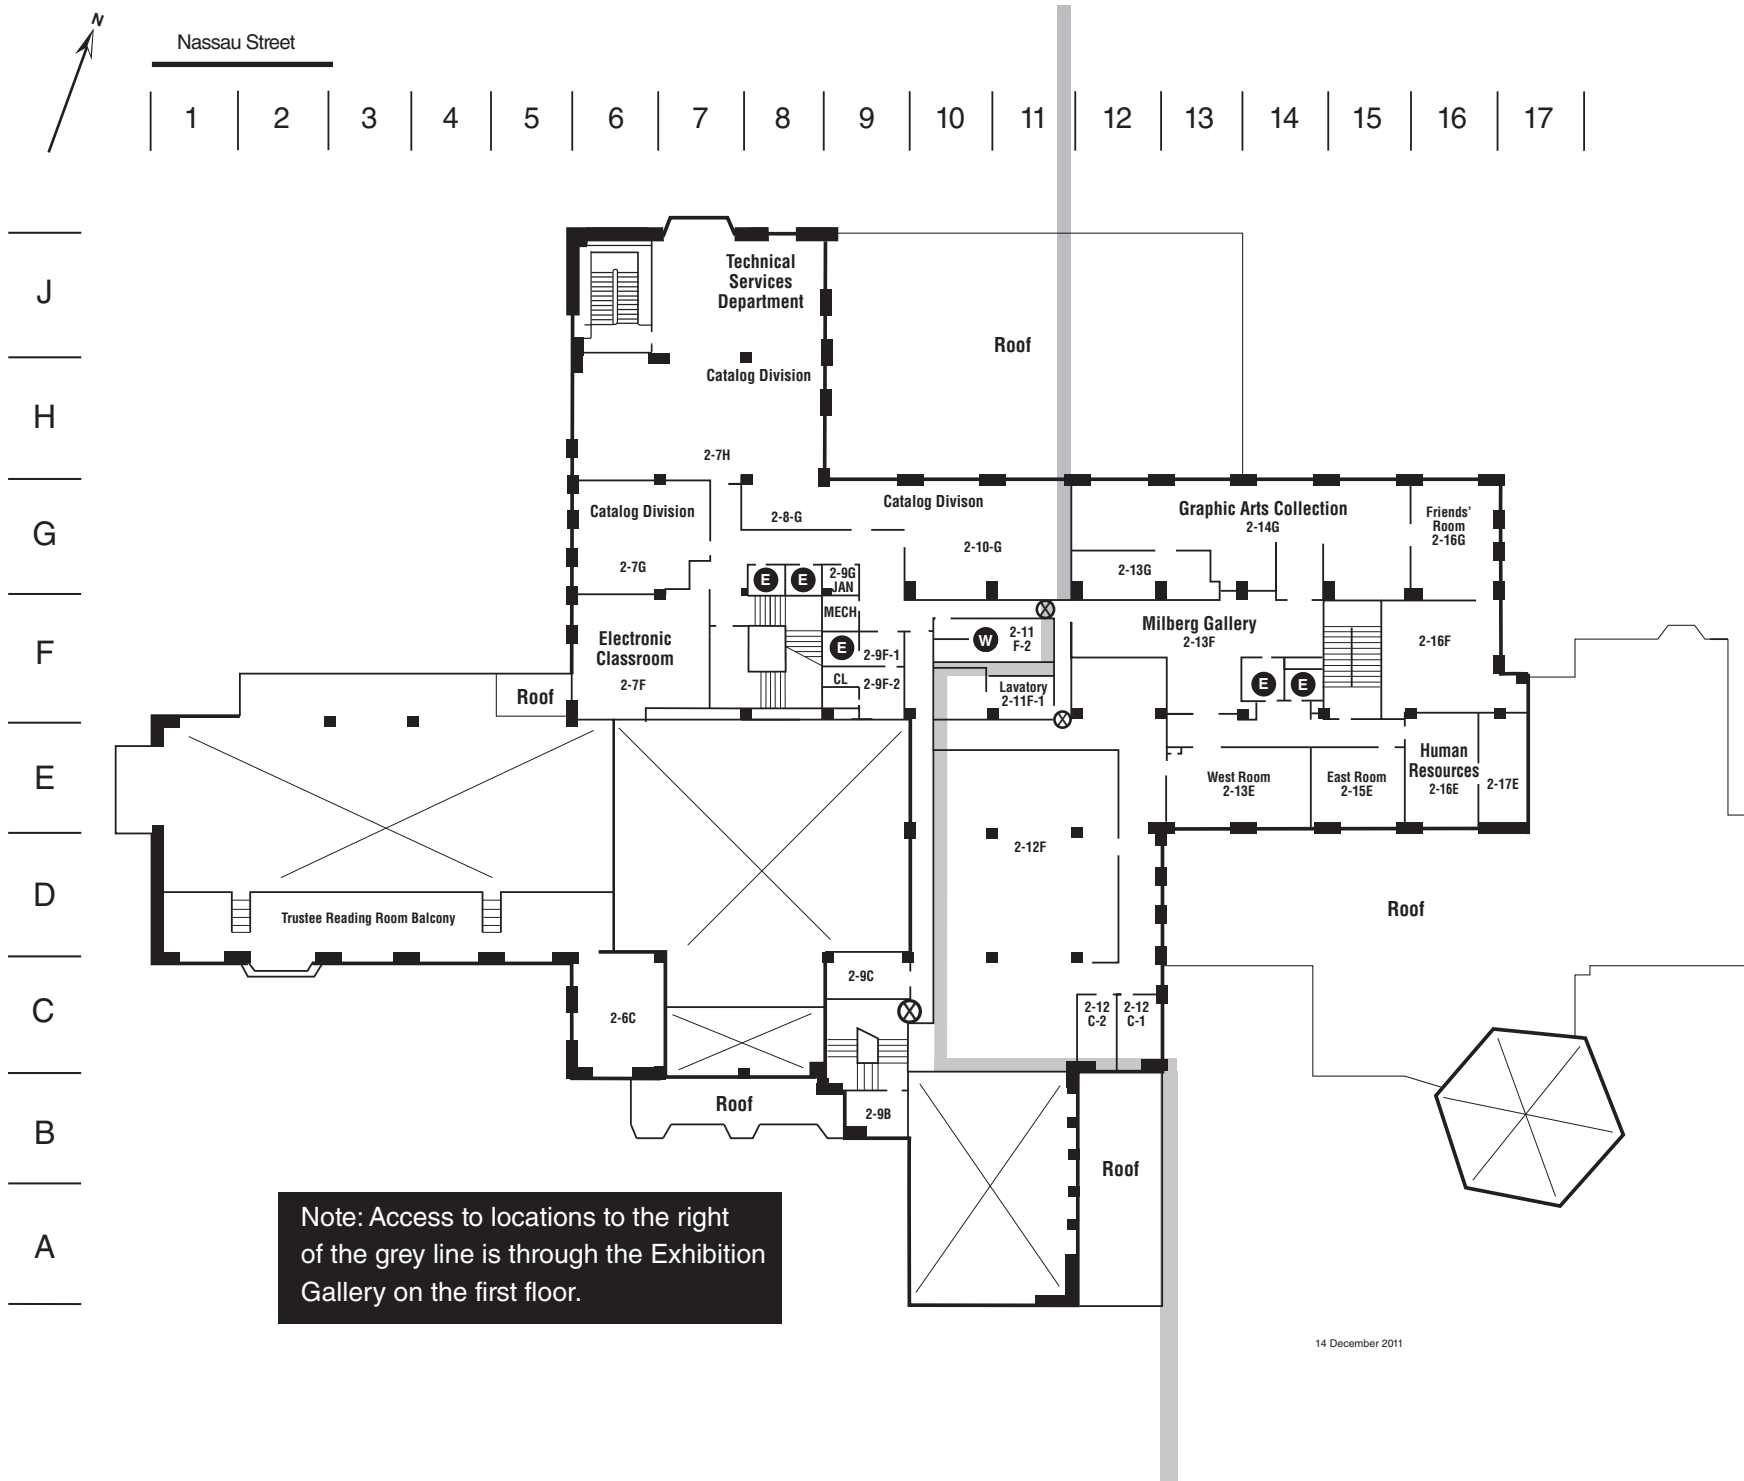 N
Nassau Street
1 2 3 4 5 6 7 8 9 10 11 12 13 14 15 16 17
J
H
G
F
E
D
C
B
A
Technical
Services
Department
Roof
Catalog Division
2-7H
Catalog Division
2-7G
2-8-G
Catalog Divison
2-10-G
Graphic Arts Collection
2-14G
2-13G
Friends'
Room
2-16G
E
E
2-9G
JAN
MECH
E
2-9F-1
CL
2-9F-2
Electronic
Classroom
2-7F
Roof
W
2-11
F-2
Lavatory
2-11F-1
Milberg Gallery
2-13F
E
E
2-16F
West Room
2-13E
East Room
2-15E
Human
Resources
2-16E
2-17E
2-12F
Trustee Reading Room Balcony
Roof
2-9C
2-6C
2-12
C-2
2-12
C-1
Roof
2-9B
Roof
Note: Access to locations to the right
of the grey line is through the Exhibition
Gallery on the first floor.
14 December 2011